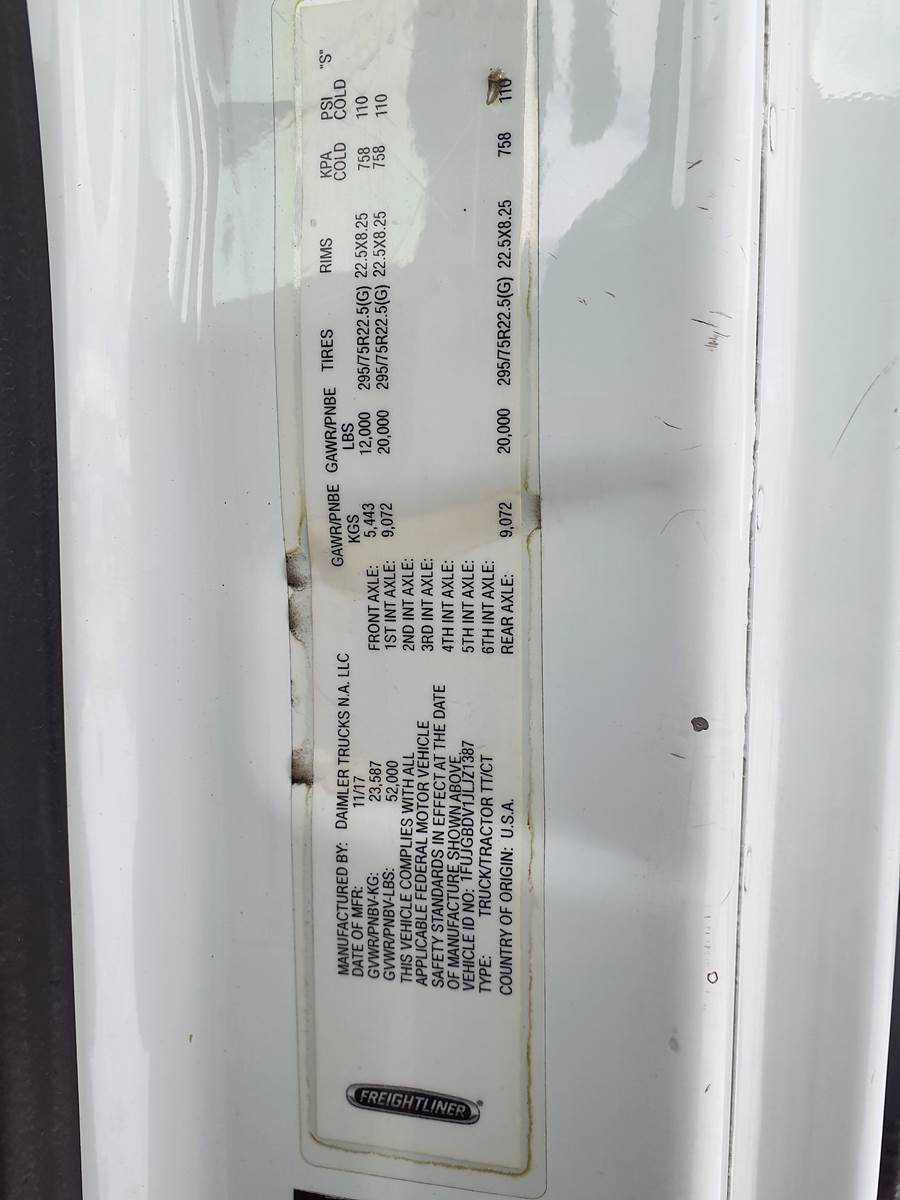 FREIGHTLINER
MANUFACTURED BY: DAIMLER TRUCKS N.A. LLC
DATE OF MFR: 11/17
GVWR/PNBV-KG: 23,587
GVWR/PNBV-LBS: 52,000
THIS VEHICLE COMPLIES WITH ALL
APPLICABLE FEDERAL MOTOR VEHICLE
SAFETY STANDARDS IN EFFECT AT THE DATE
OF MANUFACTURE SHOWN ABOVE.
VEHICLE ID NO: 1FUJGBDV1JLJZ1387
TYPE: TRUCK/TRACTOR TT/CT
COUNTRY OF ORIGIN: U.S.A.
GAWR/PNBE GAWR/PNBE TIRES RIMS KPA PSI "S"
KGS LBS COLD COLD
FRONT AXLE: 5,443 12,000 295/75R22.5(G) 22.5X8.25 758 110
1ST INT AXLE: 9,072 20,000 295/75R22.5(G) 22.5X8.25 758 110
2ND INT AXLE:
3RD INT AXLE:
4TH INT AXLE:
5TH INT AXLE:
6TH INT AXLE:
REAR AXLE: 9,072 20,000 295/75R22.5(G) 22.5X8.25 758 110